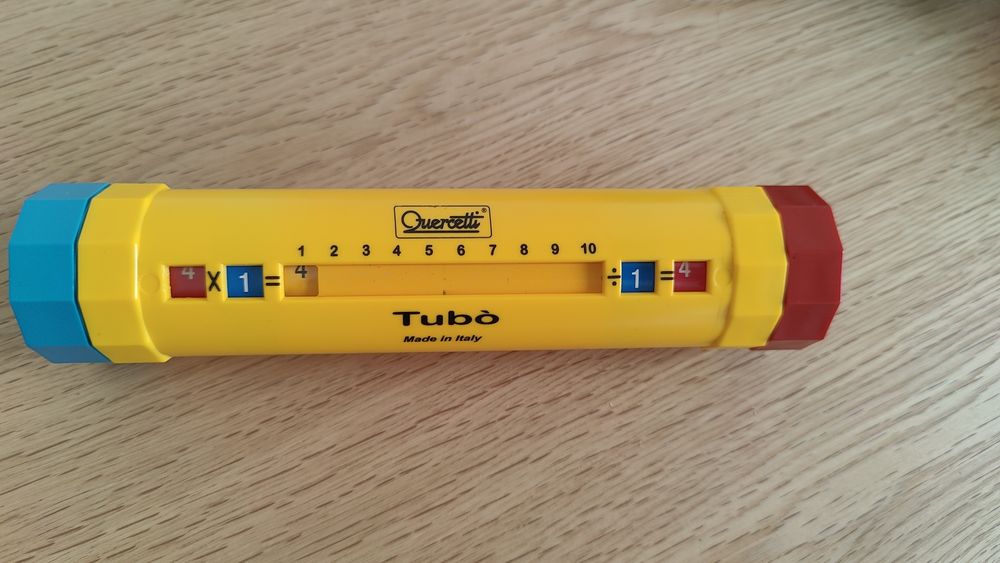 Quercetti®
1 2 3 4 5 6 7 8 9 10
4 X 1 = 4 ÷ 1 = 4
Tubò
Made in Italy